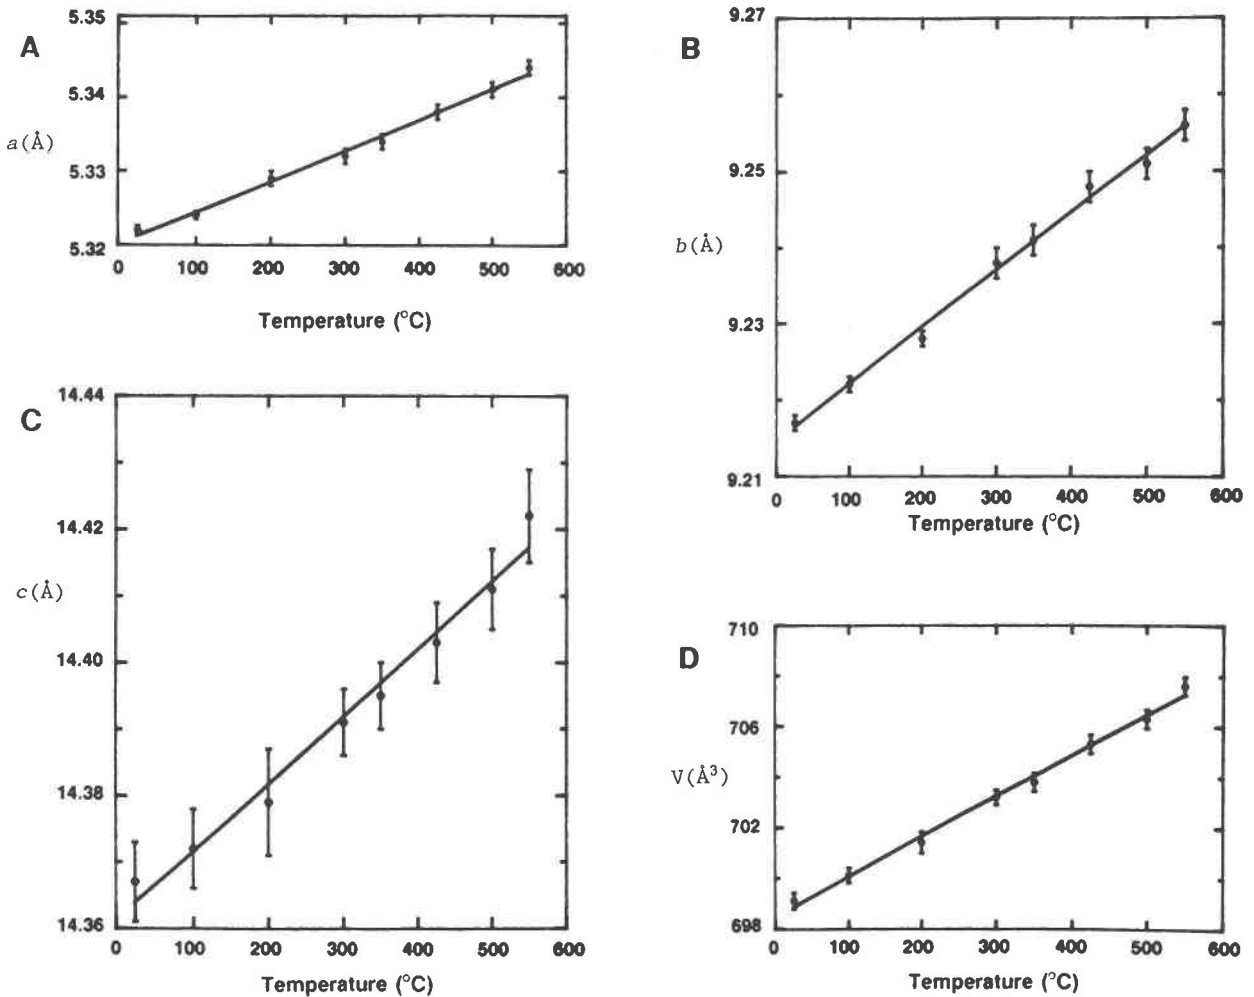 A
5.35
5.34
a(Å)
5.33
5.32
0 100 200 300 400 500 600
Temperature (°C)
B
9.27
9.25
b(Å)
9.23
9.21
0 100 200 300 400 500 600
Temperature (°C)
C
14.44
14.42
c(Å)
14.40
14.38
14.36
0 100 200 300 400 500 600
Temperature (°C)
D
710
706
V(Å³)
702
698
0 100 200 300 400 500 600
Temperature (°C)